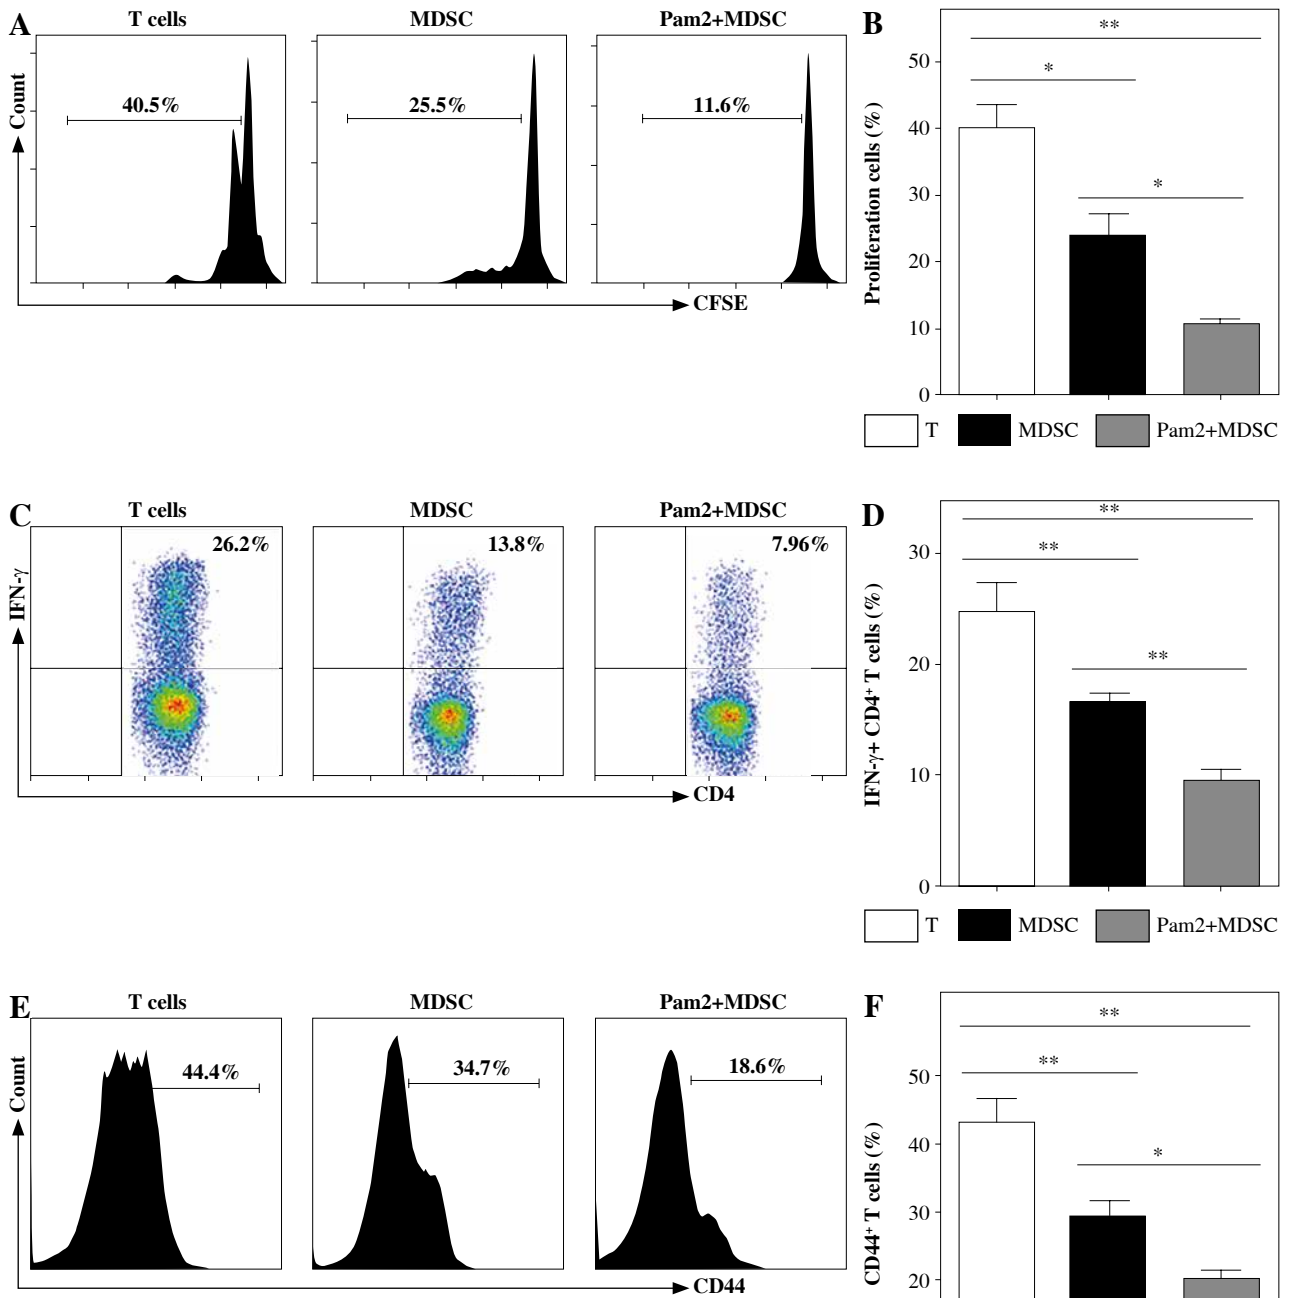 A
T cells
MDSC
Pam2+MDSC
Count
40.5%
25.5%
11.6%
CFSE
B
Proliferation cells (%)
50
40
30
20
10
0
**
*
*
T
MDSC
Pam2+MDSC
C
T cells
MDSC
Pam2+MDSC
IFN-γ
26.2%
13.8%
7.96%
CD4
D
IFN-γ+ CD4⁺ T cells (%)
30
20
10
0
**
**
**
T
MDSC
Pam2+MDSC
E
T cells
MDSC
Pam2+MDSC
Count
44.4%
34.7%
18.6%
CD44
F
CD44⁺ T cells (%)
50
40
30
20
**
**
*